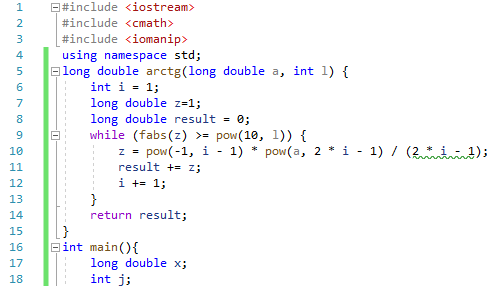 1 #include <iostream>
2 #include <cmath>
3 #include <iomanip>
4 using namespace std;
5 long double arctg(long double a, int l) {
6 int i = 1;
7 long double z=1;
8 long double result = 0;
9 while (fabs(z) >= pow(10, l)) {
10 z = pow(-1, i - 1) * pow(a, 2 * i - 1) / (2 * i - 1);
11 result += z;
12 i += 1;
13 }
14 return result;
15 }
16 int main(){
17 long double x;
18 int j;